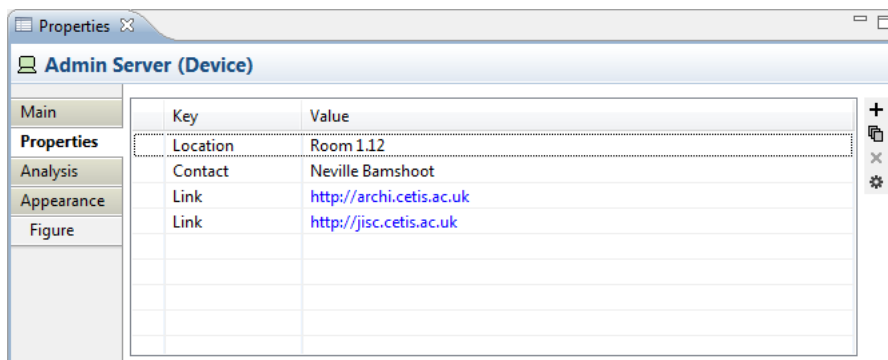 Properties
Admin Server (Device)
Main
Properties
Analysis
Appearance
Figure
Key Value
Location Room 1.12
Contact Neville Bamshoot
Link http://archi.cetis.ac.uk
Link http://jisc.cetis.ac.uk